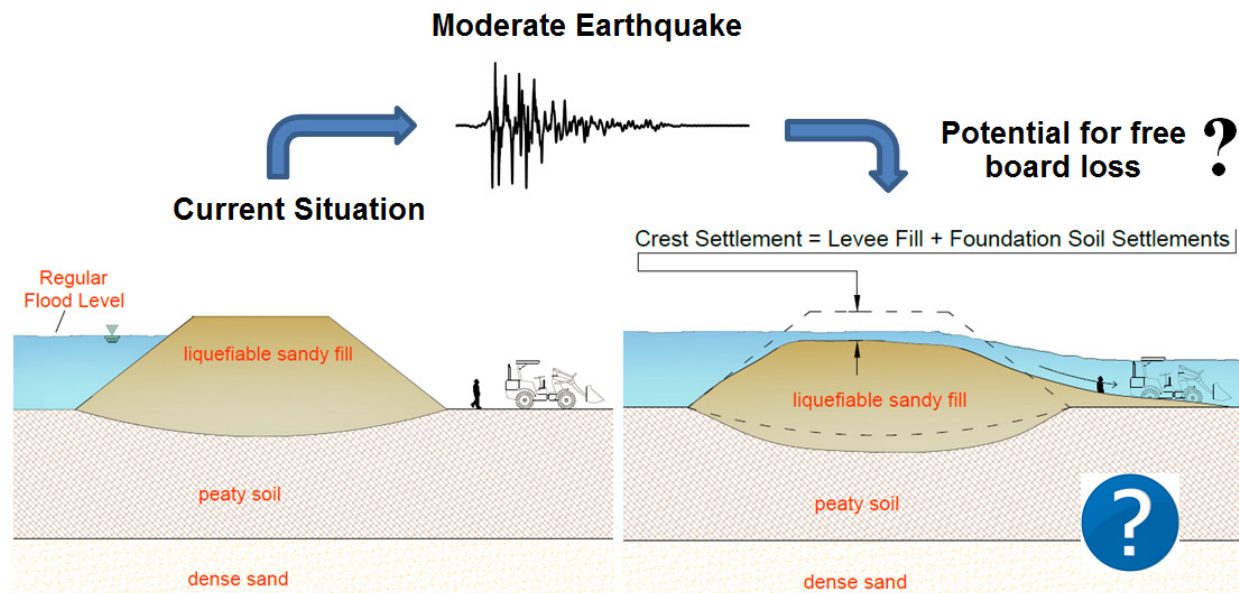 Moderate Earthquake
Current Situation
Potential for free
board loss
?
Crest Settlement = Levee Fill + Foundation Soil Settlements
Regular
Flood Level
liquefiable sandy fill
peaty soil
dense sand
liquefiable sandy fill
peaty soil
?
dense sand